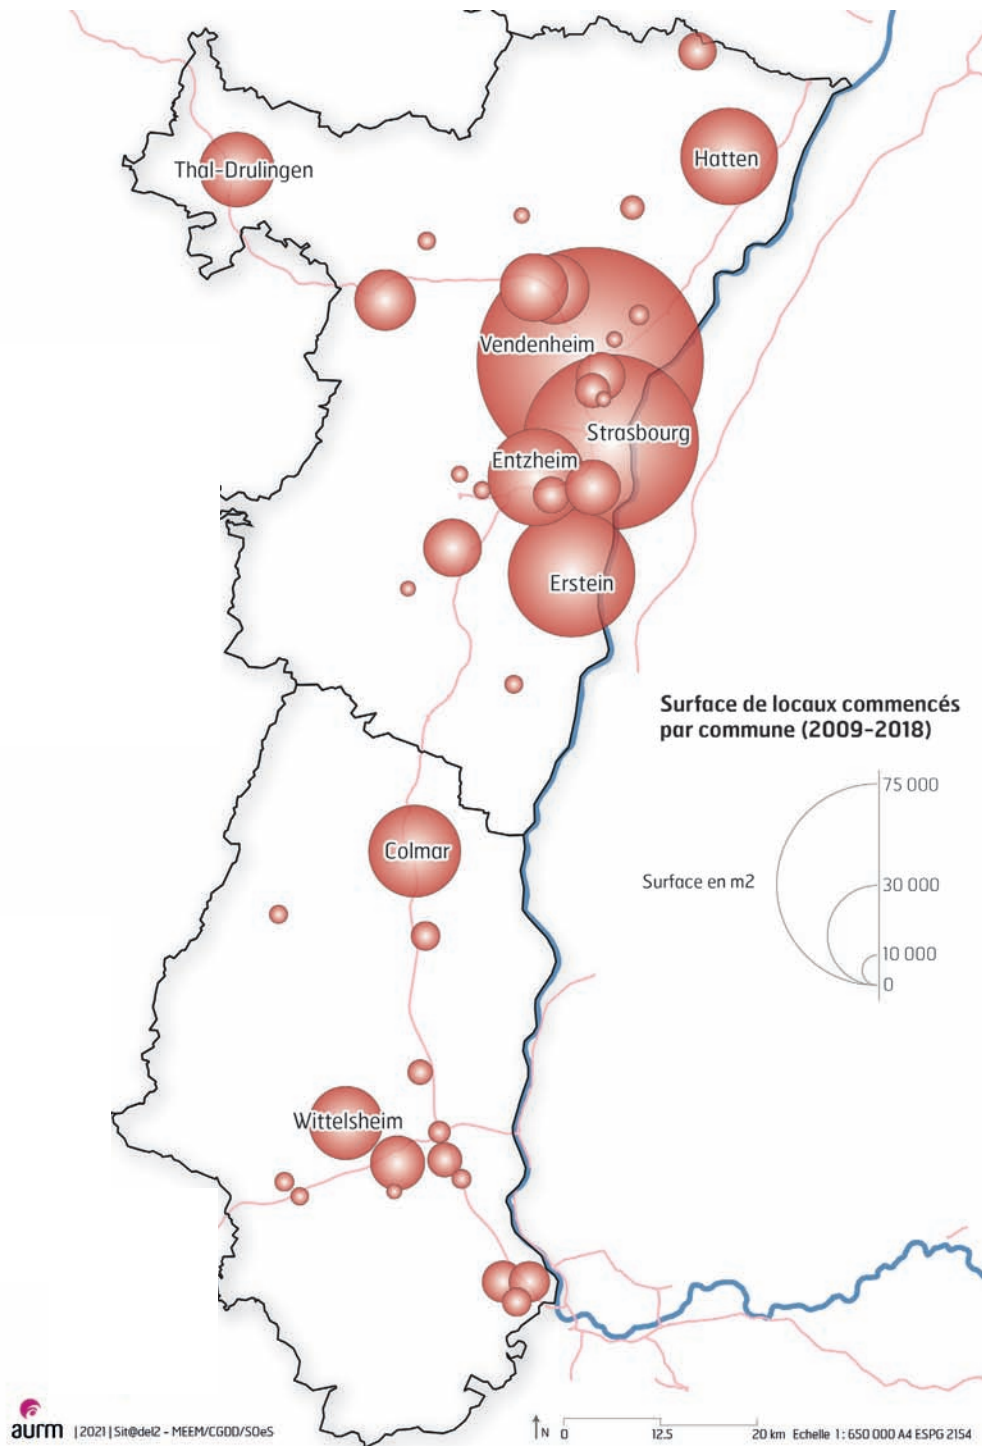 Thal-Drulingen
Hatten
Vendenheim
Strasbourg
Entzheim
Erstein
Surface de locaux commencés
par commune (2009-2018)
75 000
Surface en m2
30 000
10 000
0
Colmar
Wittelsheim
aurm | 2021 | Sit@del2 - MEEM/CGDD/SOeS
N 0 12.5 20 km Echelle 1: 650 000 A4 ESPG 2154